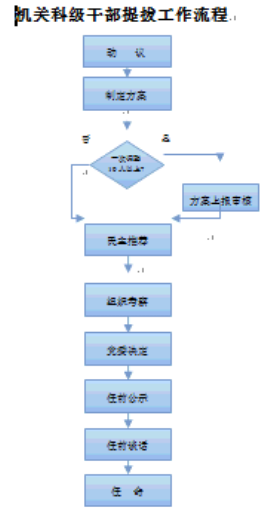 机关科级干部提拔工作流程
动 议
制定方案
否
是
一次调整
10人以上?
方案上报审核
民主推荐
组织考察
党委决定
任前公示
任前谈话
任 命